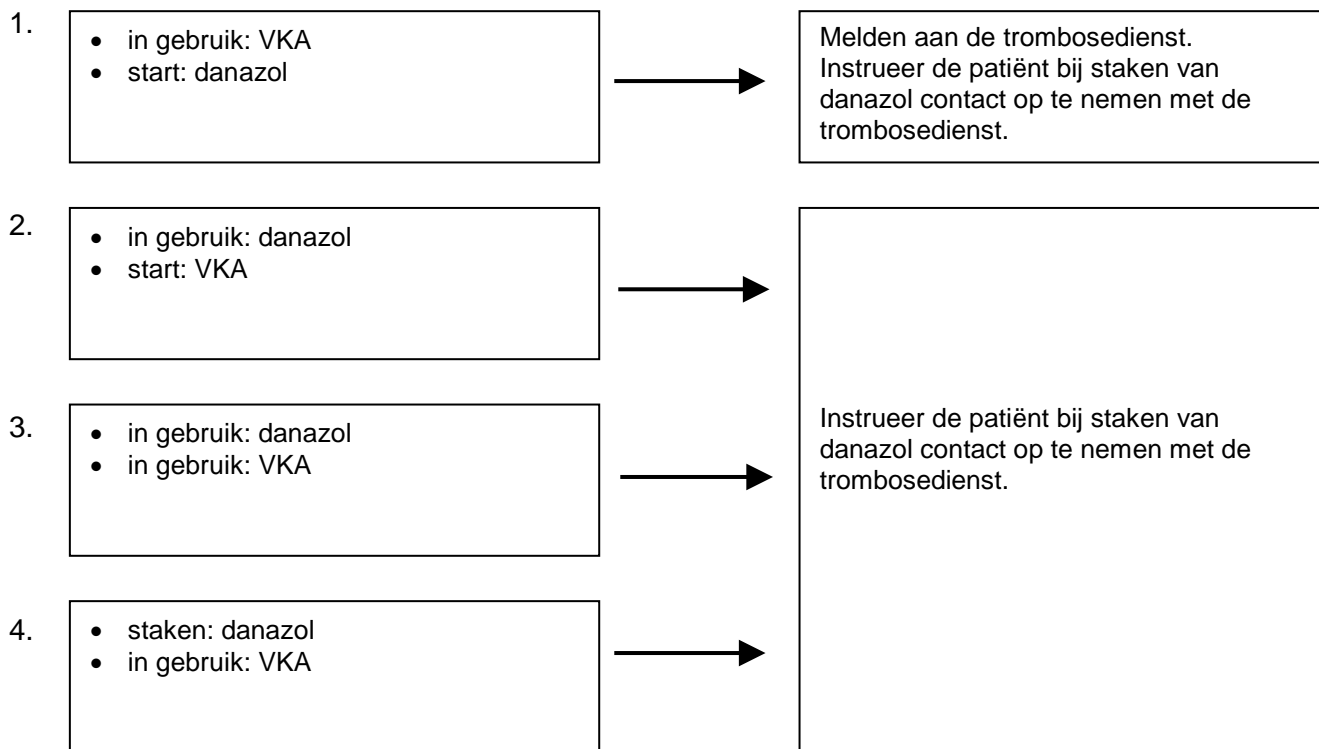 1.
• in gebruik: VKA
• start: danazol
Melden aan de trombosedienst.
Instrueer de patiënt bij staken van
danazol contact op te nemen met de
trombosedienst.
2.
• in gebruik: danazol
• start: VKA
3.
• in gebruik: danazol
• in gebruik: VKA
Instrueer de patiënt bij staken van
danazol contact op te nemen met de
trombosedienst.
4.
• staken: danazol
• in gebruik: VKA